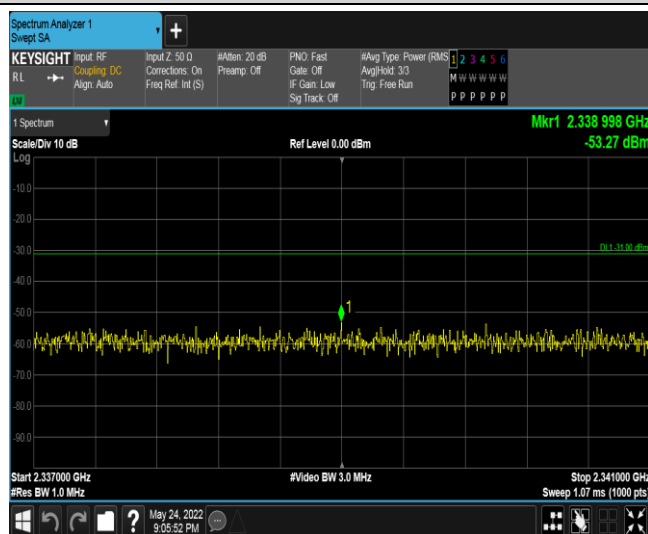 Spectrum Analyzer 1
Swept SA
+
KEYSIGHT Input: RF Input Z: 50 Ω #Atten: 20 dB PNO: Fast #Avg Type: Power (RMS 1 2 3 4 5 6
RL Coupling: DC Corrections: On Preamp: Off Gate: Off Avg|Hold: 3/3 M W W W W W
Align: Auto Freq Ref: Int (S) IF Gain: Low Trig: Free Run
Sig Track: Off P P P P P P
LXI
1 Spectrum Mkr1 2.338 998 GHz
Scale/Div 10 dB Ref Level 0.00 dBm -53.27 dBm
Log
-10.0
-20.0
-30.0 DL1 -31.00 dBm
-40.0
-50.0
1
-60.0
-70.0
-80.0
-90.0
Start 2.337000 GHz #Video BW 3.0 MHz Stop 2.341000 GHz
#Res BW 1.0 MHz Sweep 1.07 ms (1000 pts)
? May 24, 2022
9:05:52 PM